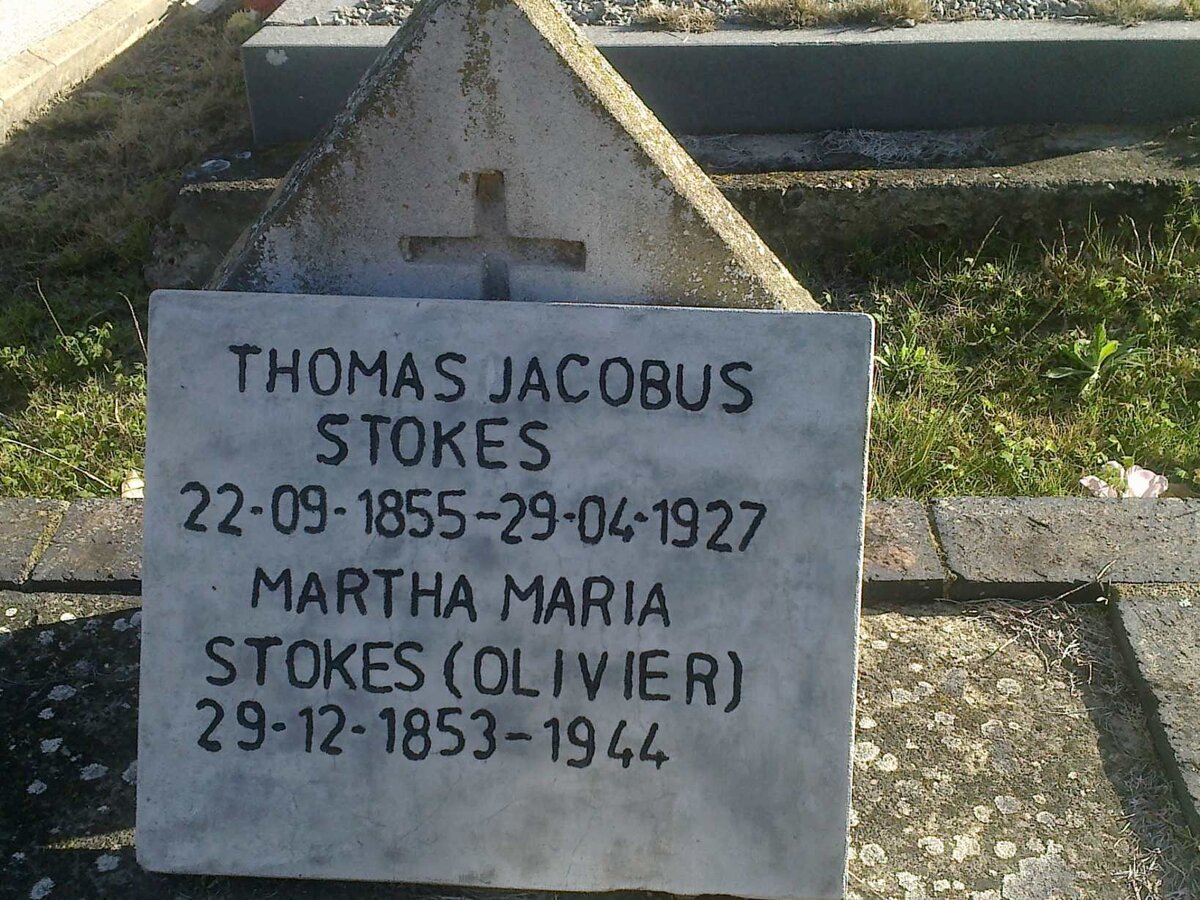 THOMAS JACOBUS
STOKES
22-09-1855-29-04-1927
MARTHA MARIA
STOKES (OLIVIER)
29-12-1853-1944